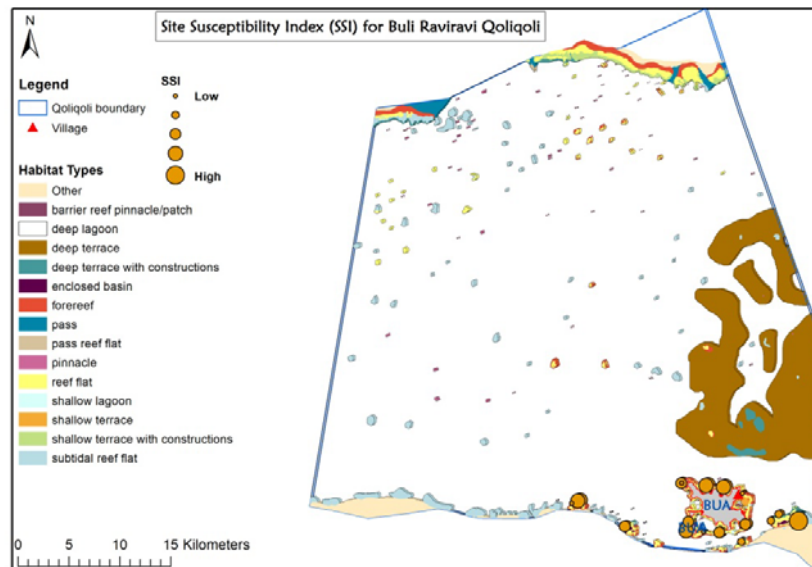 Site Susceptibility Index (SSI) for Buli Raviravi Qoliqoli
N
Legend
Qoliqoli boundary
Village
SSI
Low
High
Habitat Types
Other
barrier reef pinnacle/patch
deep lagoon
deep terrace
deep terrace with constructions
enclosed basin
forereef
pass
pass reef flat
pinnacle
reef flat
shallow lagoon
shallow terrace
shallow terrace with constructions
subtidal reef flat
0 5 10 15 Kilometers
BUA
BUA